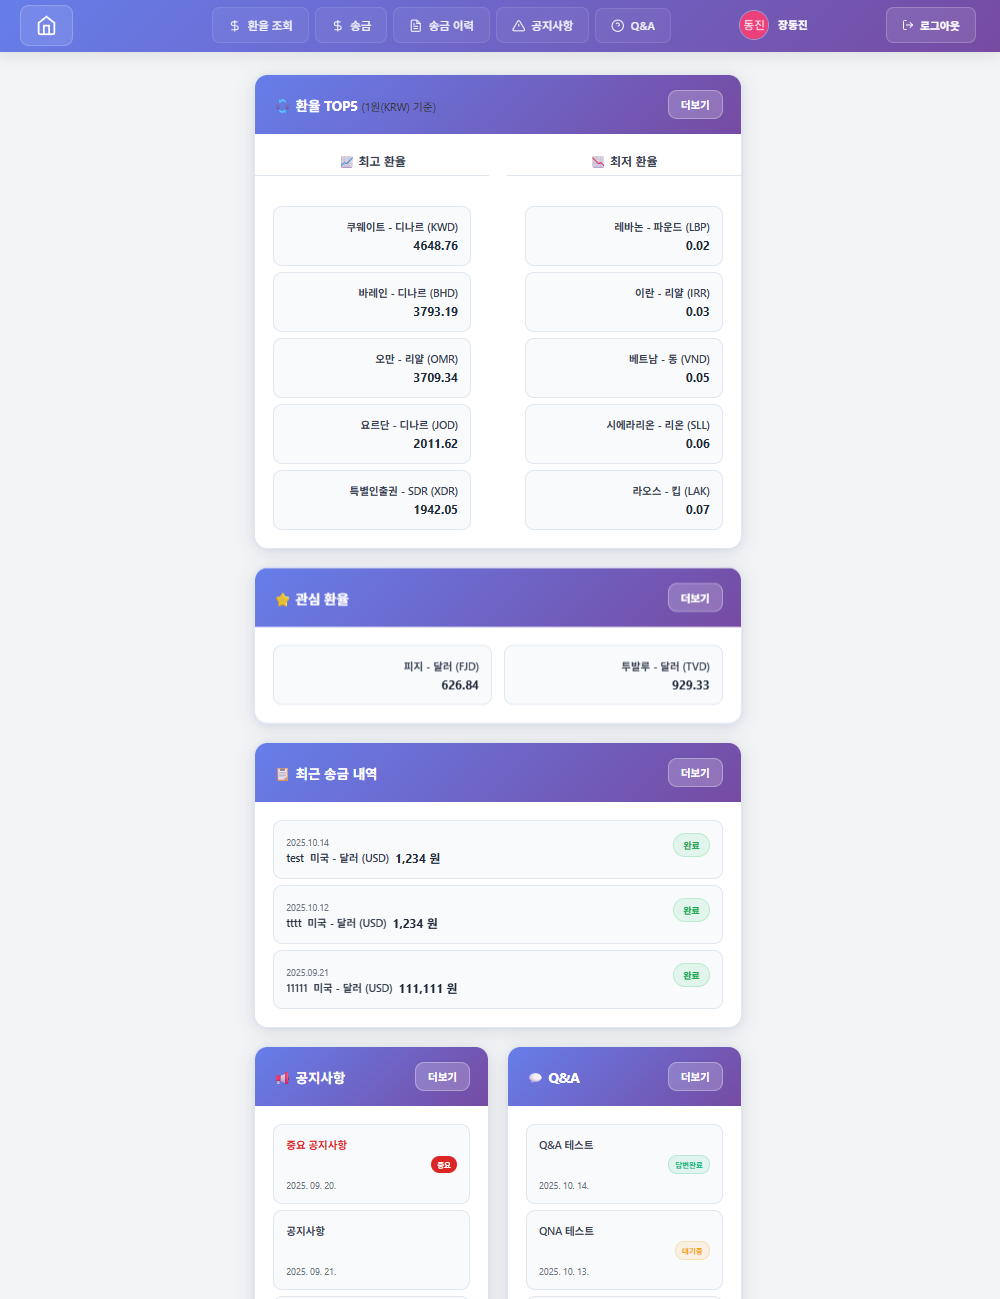 환율 조회
송금
송금 이력
공지사항
Q&A
동진
장동진
로그아웃
환율 TOP5 (1원(KRW) 기준)
더보기
최고 환율
쿠웨이트 - 디나르 (KWD)
4648.76
바레인 - 디나르 (BHD)
3793.19
오만 - 리얄 (OMR)
3709.34
요르단 - 디나르 (JOD)
2011.62
특별인출권 - SDR (XDR)
1942.05
최저 환율
레바논 - 파운드 (LBP)
0.02
이란 - 리얄 (IRR)
0.03
베트남 - 동 (VND)
0.05
시에라리온 - 리온 (SLL)
0.06
라오스 - 킵 (LAK)
0.07
관심 환율
더보기
피지 - 달러 (FJD)
626.84
투발루 - 달러 (TVD)
929.33
최근 송금 내역
더보기
2025.10.14
test 미국 - 달러 (USD) 1,234 원
완료
2025.10.12
tttt 미국 - 달러 (USD) 1,234 원
완료
2025.09.21
11111 미국 - 달러 (USD) 111,111 원
완료
공지사항
더보기
중요 공지사항
중요
2025. 09. 20.
공지사항
2025. 09. 21.
Q&A
더보기
Q&A 테스트
답변완료
2025. 10. 14.
QNA 테스트
대기중
2025. 10. 13.